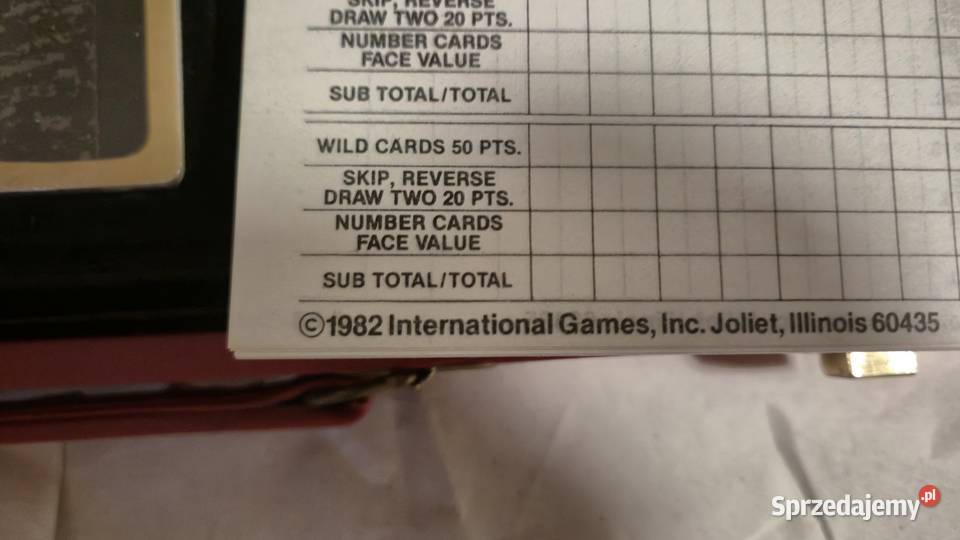 SKIP, REVERSE
DRAW TWO 20 PTS.
NUMBER CARDS
FACE VALUE
SUB TOTAL/TOTAL
WILD CARDS 50 PTS.
SKIP, REVERSE
DRAW TWO 20 PTS.
NUMBER CARDS
FACE VALUE
SUB TOTAL/TOTAL
©1982 International Games, Inc. Joliet, Illinois 60435
Sprzedajemy.pl